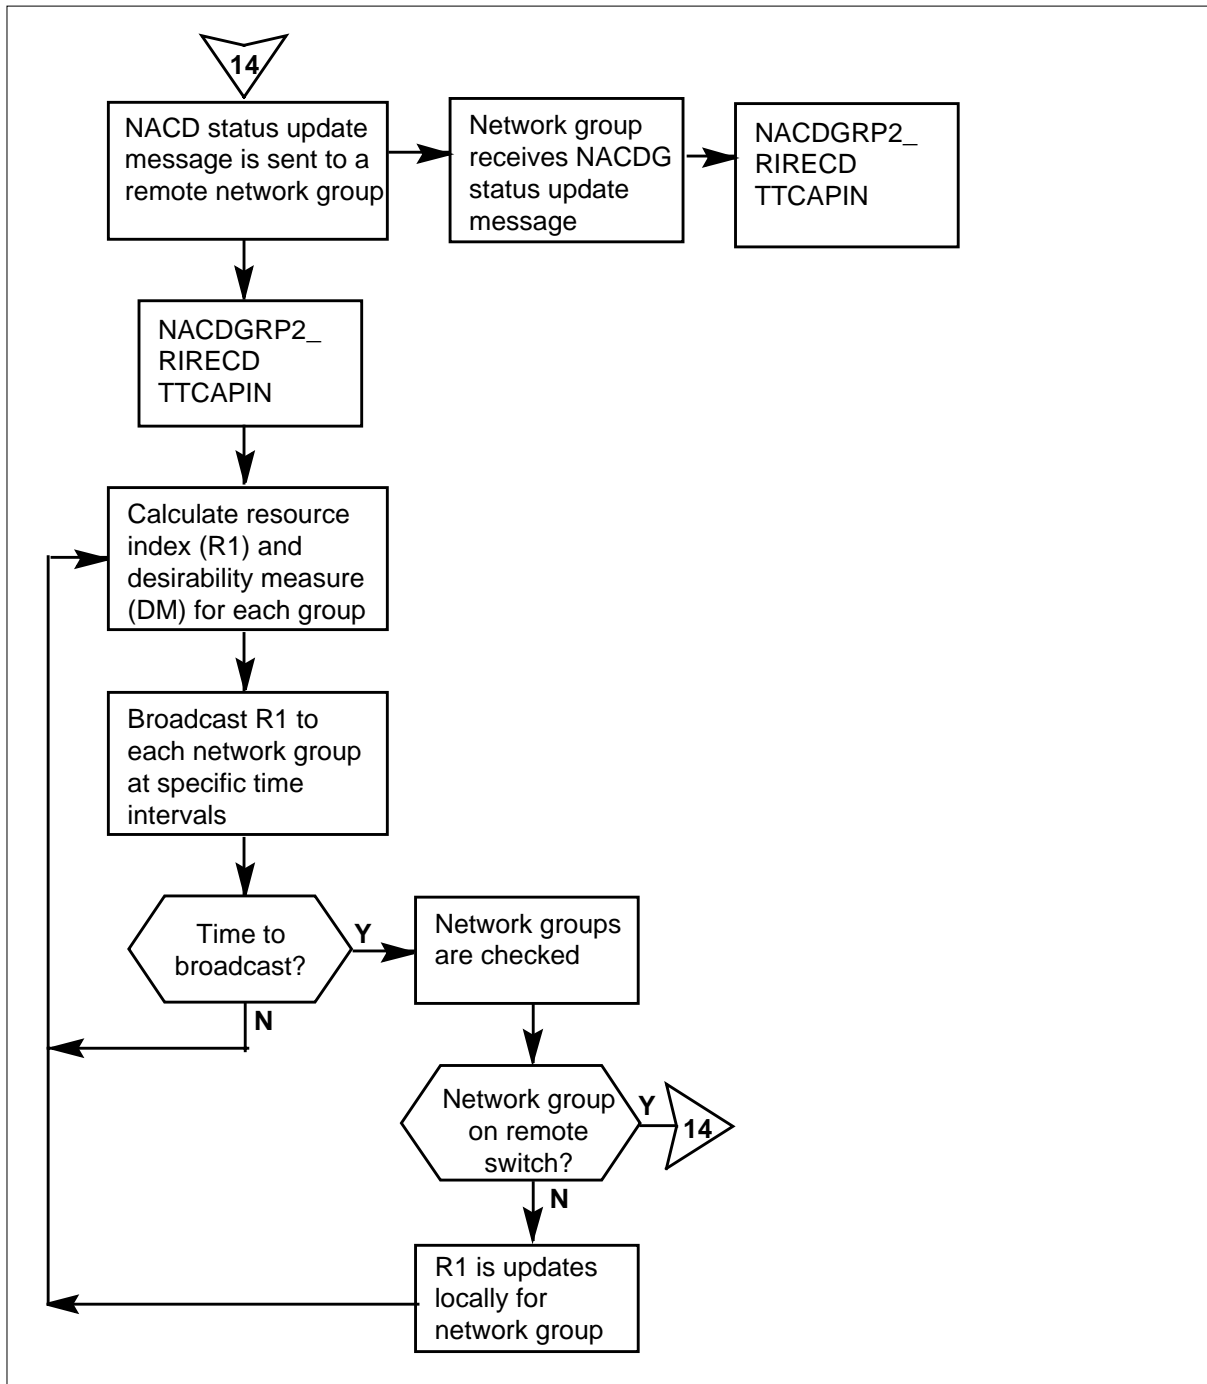 14
NACD status update
message is sent to a
remote network group
Network group
receives NACDG
status update
message
NACDGRP2_
RIRECD
TTCAPIN
NACDGRP2_
RIRECD
TTCAPIN
Calculate resource
index (R1) and
desirability measure
(DM) for each group
Broadcast R1 to
each network group
at specific time
intervals
Time to
broadcast?
Y
N
Network groups
are checked
Network group
on remote
switch?
Y
14
N
R1 is updates
locally for
network group